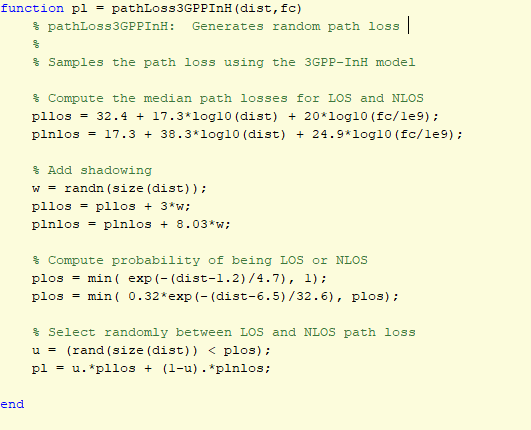 function pl = pathLoss3GPPInH(dist,fc)
% pathLoss3GPPInH:  Generates random path loss
%
% Samples the path loss using the 3GPP-InH model
% Compute the median path losses for LOS and NLOS
pllos = 32.4 + 17.3*log10(dist) + 20*log10(fc/1e9);
plnlos = 17.3 + 38.3*log10(dist) + 24.9*log10(fc/1e9);
% Add shadowing
w = randn(size(dist));
pllos = pllos + 3*w;
plnlos = plnlos + 8.03*w;
% Compute probability of being LOS or NLOS
plos = min( exp(-(dist-1.2)/4.7), 1);
plos = min( 0.32*exp(-(dist-6.5)/32.6), plos);
% Select randomly between LOS and NLOS path loss
u = (rand(size(dist)) < plos);
pl = u.*pllos + (1-u).*plnlos;
end